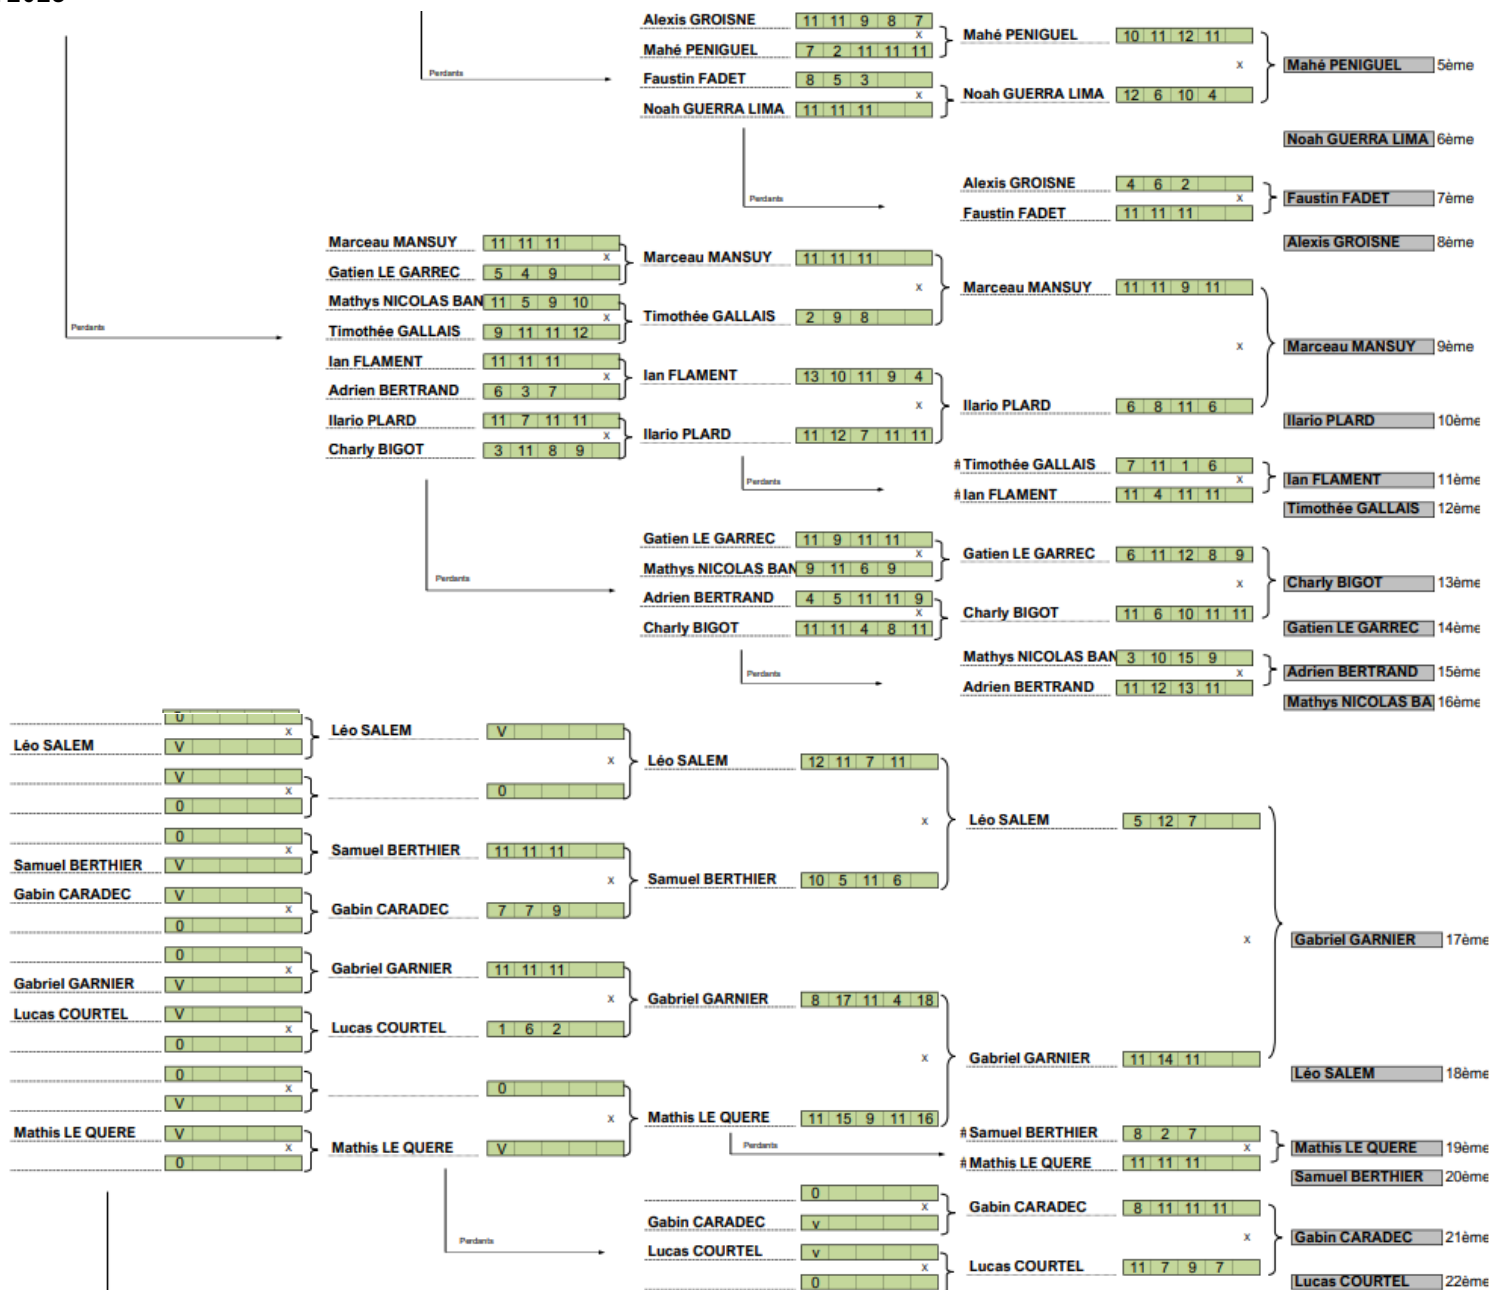 Alexis GROISNE 11 11 9 8 7
x
Mahé PENIGUEL 10 11 12 11
Mahé PENIGUEL 7 2 11 11 11
x
Mahé PENIGUEL 5ème
Perdants
Faustin FADET 8 5 3
x
Noah GUERRA LIMA 12 6 10 4
Noah GUERRA LIMA 11 11 11
Noah GUERRA LIMA 6ème
Alexis GROISNE 4 6 2
Perdants
x
Faustin FADET 7ème
Faustin FADET 11 11 11
Alexis GROISNE 8ème
Marceau MANSUY 11 11 11
x
Marceau MANSUY 11 11 11
Gatien LE GARREC 5 4 9
x
Marceau MANSUY 11 11 9 11
Mathys NICOLAS BAN 11 5 9 10
x
Timothée GALLAIS 2 9 8
Perdants
Timothée GALLAIS 9 11 11 12
x
Marceau MANSUY 9ème
Ian FLAMENT 11 11 11
x
Ian FLAMENT 13 10 11 9 4
Adrien BERTRAND 6 3 7
x
Ilario PLARD 6 8 11 6
Ilario PLARD 11 7 11 11
Ilario PLARD 10ème
x
Ilario PLARD 11 12 7 11 11
Charly BIGOT 3 11 8 9
# Timothée GALLAIS 7 11 1 6
Perdants
x
Ian FLAMENT 11ème
# Ian FLAMENT 11 4 11 11
Timothée GALLAIS 12ème
Gatien LE GARREC 11 9 11 11
x
Gatien LE GARREC 6 11 12 8 9
Mathys NICOLAS BAN 9 11 6 9
Perdants
x
Charly BIGOT 13ème
Adrien BERTRAND 4 5 11 11 9
x
Charly BIGOT 11 6 10 11 11
Charly BIGOT 11 11 4 8 11
Gatien LE GARREC 14ème
Mathys NICOLAS BAN 3 10 15 9
Perdants
x
Adrien BERTRAND 15ème
Adrien BERTRAND 11 12 13 11
Mathys NICOLAS BA 16ème
0
x
Léo SALEM V
Léo SALEM V
x
Léo SALEM 12 11 7 11
V
x
0
0
x
Léo SALEM 5 12 7
0
x
Samuel BERTHIER 11 11 11
Samuel BERTHIER V
x
Samuel BERTHIER 10 5 11 6
Gabin CARADEC V
x
Gabin CARADEC 7 7 9
0
x
Gabriel GARNIER 17ème
0
x
Gabriel GARNIER 11 11 11
Gabriel GARNIER V
x
Gabriel GARNIER 8 17 11 4 18
Lucas COURTEL V
x
Lucas COURTEL 1 6 2
0
x
Gabriel GARNIER 11 14 11
0
Léo SALEM 18ème
x
0
V
x
Mathis LE QUERE 11 15 9 11 16
Mathis LE QUERE V
x
Mathis LE QUERE V
0
# Samuel BERTHIER 8 2 7
Perdants
x
Mathis LE QUERE 19ème
# Mathis LE QUERE 11 11 11
Samuel BERTHIER 20ème
0
x
Gabin CARADEC 8 11 11 11
Gabin CARADEC v
Perdants
x
Gabin CARADEC 21ème
Lucas COURTEL v
x
Lucas COURTEL 11 7 9 7
0
Lucas COURTEL 22ème